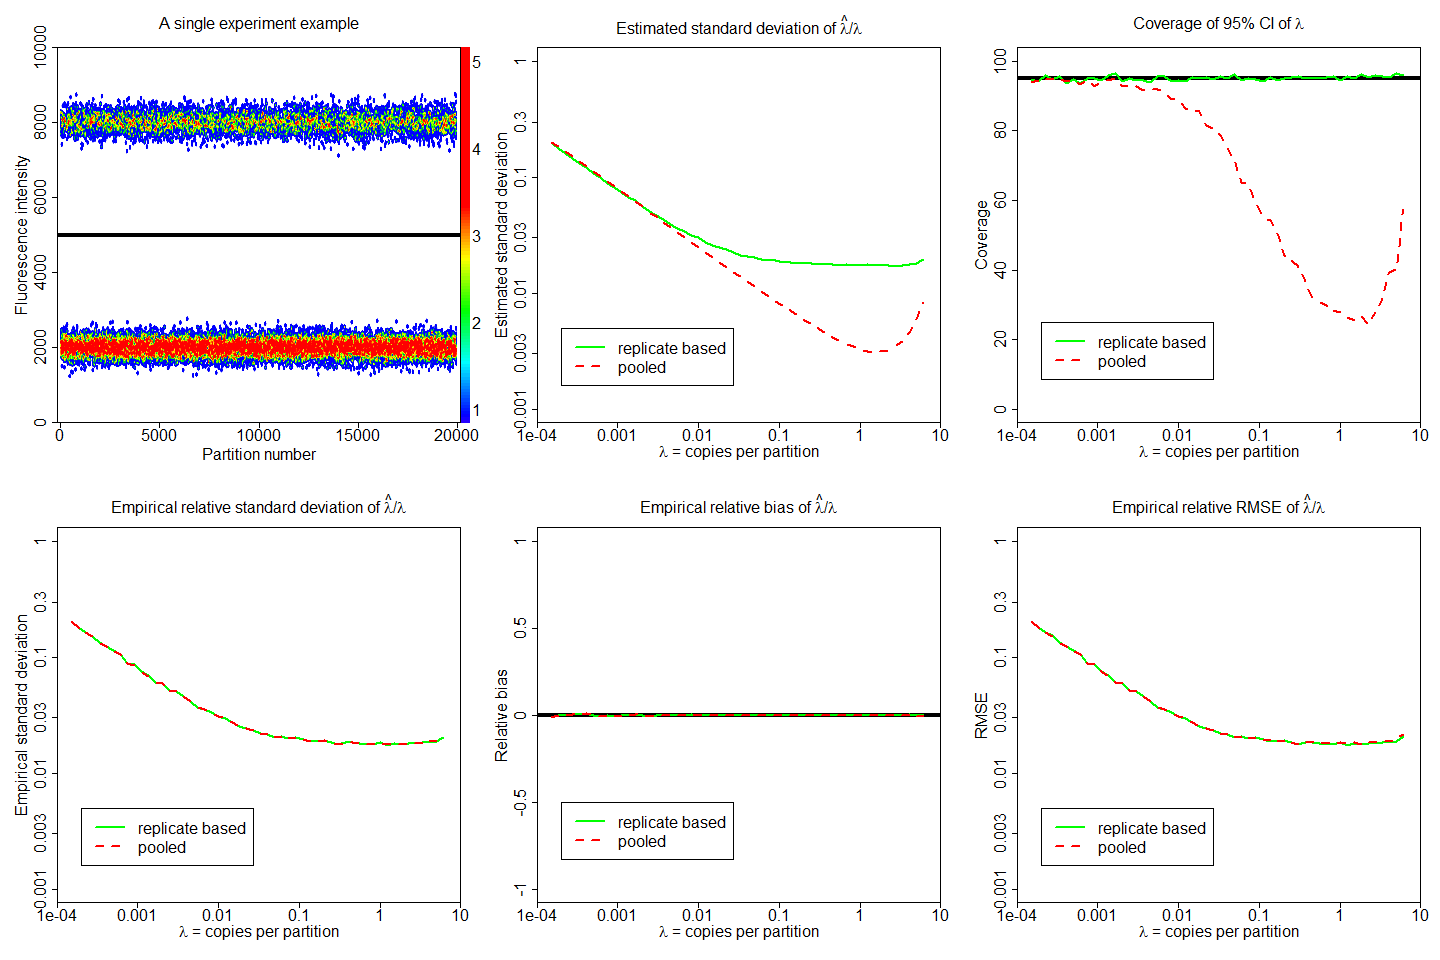 A single experiment example
Fluorescence intensity
0 2000 4000 6000 8000 10000
1 2 3 4 5
0 5000 10000 15000 20000
Partition number
Estimated standard deviation of λ̂/λ
Estimated standard deviation
0.001 0.003 0.01 0.03 0.1 0.3 1
replicate based
pooled
1e-04 0.001 0.01 0.1 1 10
λ = copies per partition
Coverage of 95% CI of λ
Coverage
0 20 40 60 80 100
replicate based
pooled
1e-04 0.001 0.01 0.1 1 10
λ = copies per partition
Empirical relative standard deviation of λ̂/λ
Empirical standard deviation
0.001 0.003 0.01 0.03 0.1 0.3 1
replicate based
pooled
1e-04 0.001 0.01 0.1 1 10
λ = copies per partition
Empirical relative bias of λ̂/λ
Relative bias
-1 -0.5 0 0.5 1
replicate based
pooled
1e-04 0.001 0.01 0.1 1 10
λ = copies per partition
Empirical relative RMSE of λ̂/λ
RMSE
0.001 0.003 0.01 0.03 0.1 0.3 1
replicate based
pooled
1e-04 0.001 0.01 0.1 1 10
λ = copies per partition